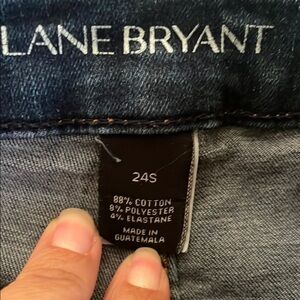 LANE BRYANT
24S
88% COTTON
8% POLYESTER
4% ELASTANE
MADE IN
GUATEMALA